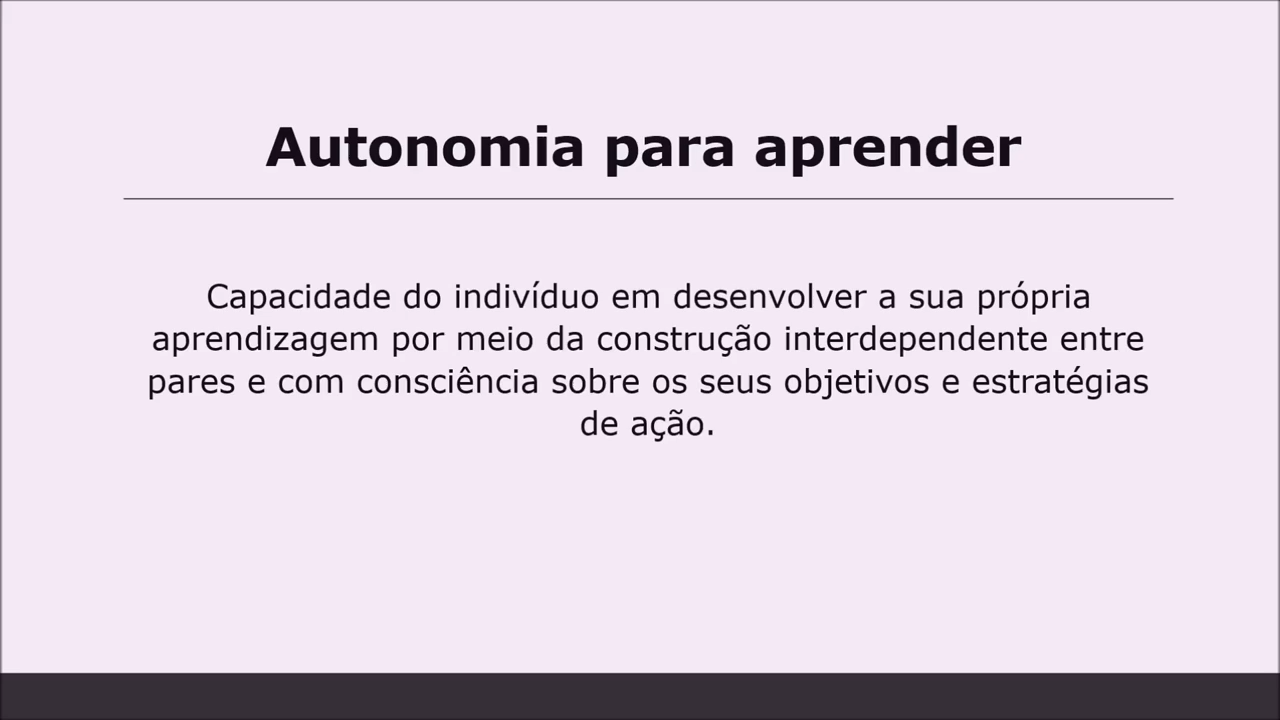 Autonomia para aprender
Capacidade do indivíduo em desenvolver a sua própria
aprendizagem por meio da construção interdependente entre
pares e com consciência sobre os seus objetivos e estratégias
de ação.